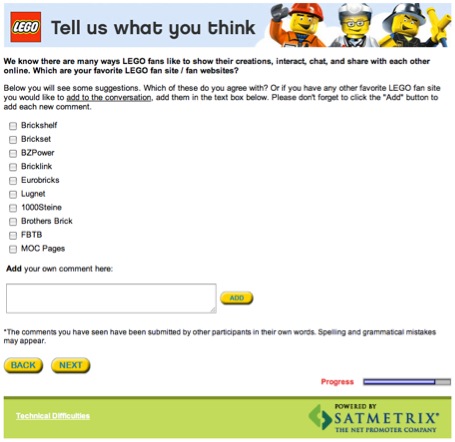 LEGO Tell us what you think
We know there are many ways LEGO fans like to show their creations, interact, chat, and share with each other
online. Which are your favorite LEGO fan site / fan websites?
Below you will see some suggestions. Which of these do you agree with? Or if you have any other favorite LEGO fan site
you would like to add to the conversation, add them in the text box below. Please don't forget to click the "Add" button to
add each new comment.
Brickshelf
Brickset
BZPower
Bricklink
Eurobricks
Lugnet
1000Steine
Brothers Brick
FBTB
MOC Pages
Add your own comment here:
ADD
*The comments you have seen have been submitted by other participants in their own words. Spelling and grammatical mistakes
may appear.
BACK NEXT
Progress
Technical Difficulties
POWERED BY
SATMETRIX
THE NET PROMOTER COMPANY